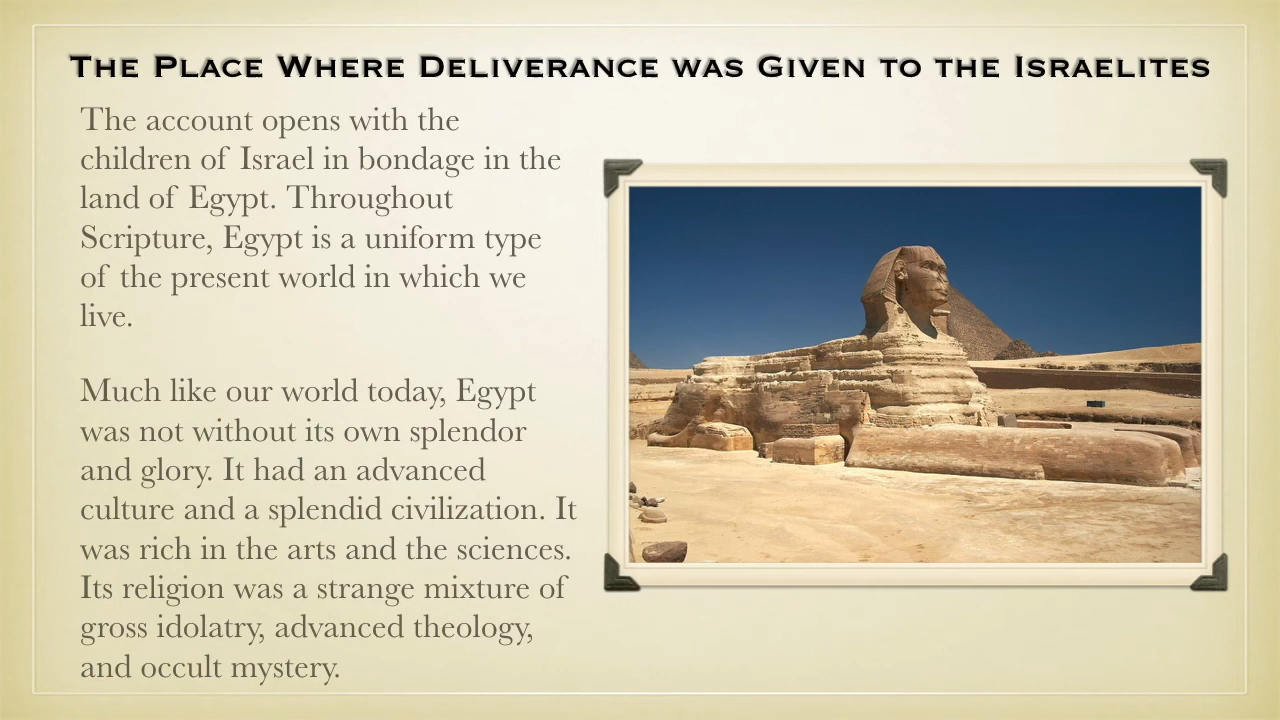 The Place Where Deliverance was Given to the Israelites
The account opens with the
children of Israel in bondage in the
land of Egypt. Throughout
Scripture, Egypt is a uniform type
of the present world in which we
live.
Much like our world today, Egypt
was not without its own splendor
and glory. It had an advanced
culture and a splendid civilization. It
was rich in the arts and the sciences.
Its religion was a strange mixture of
gross idolatry, advanced theology,
and occult mystery.